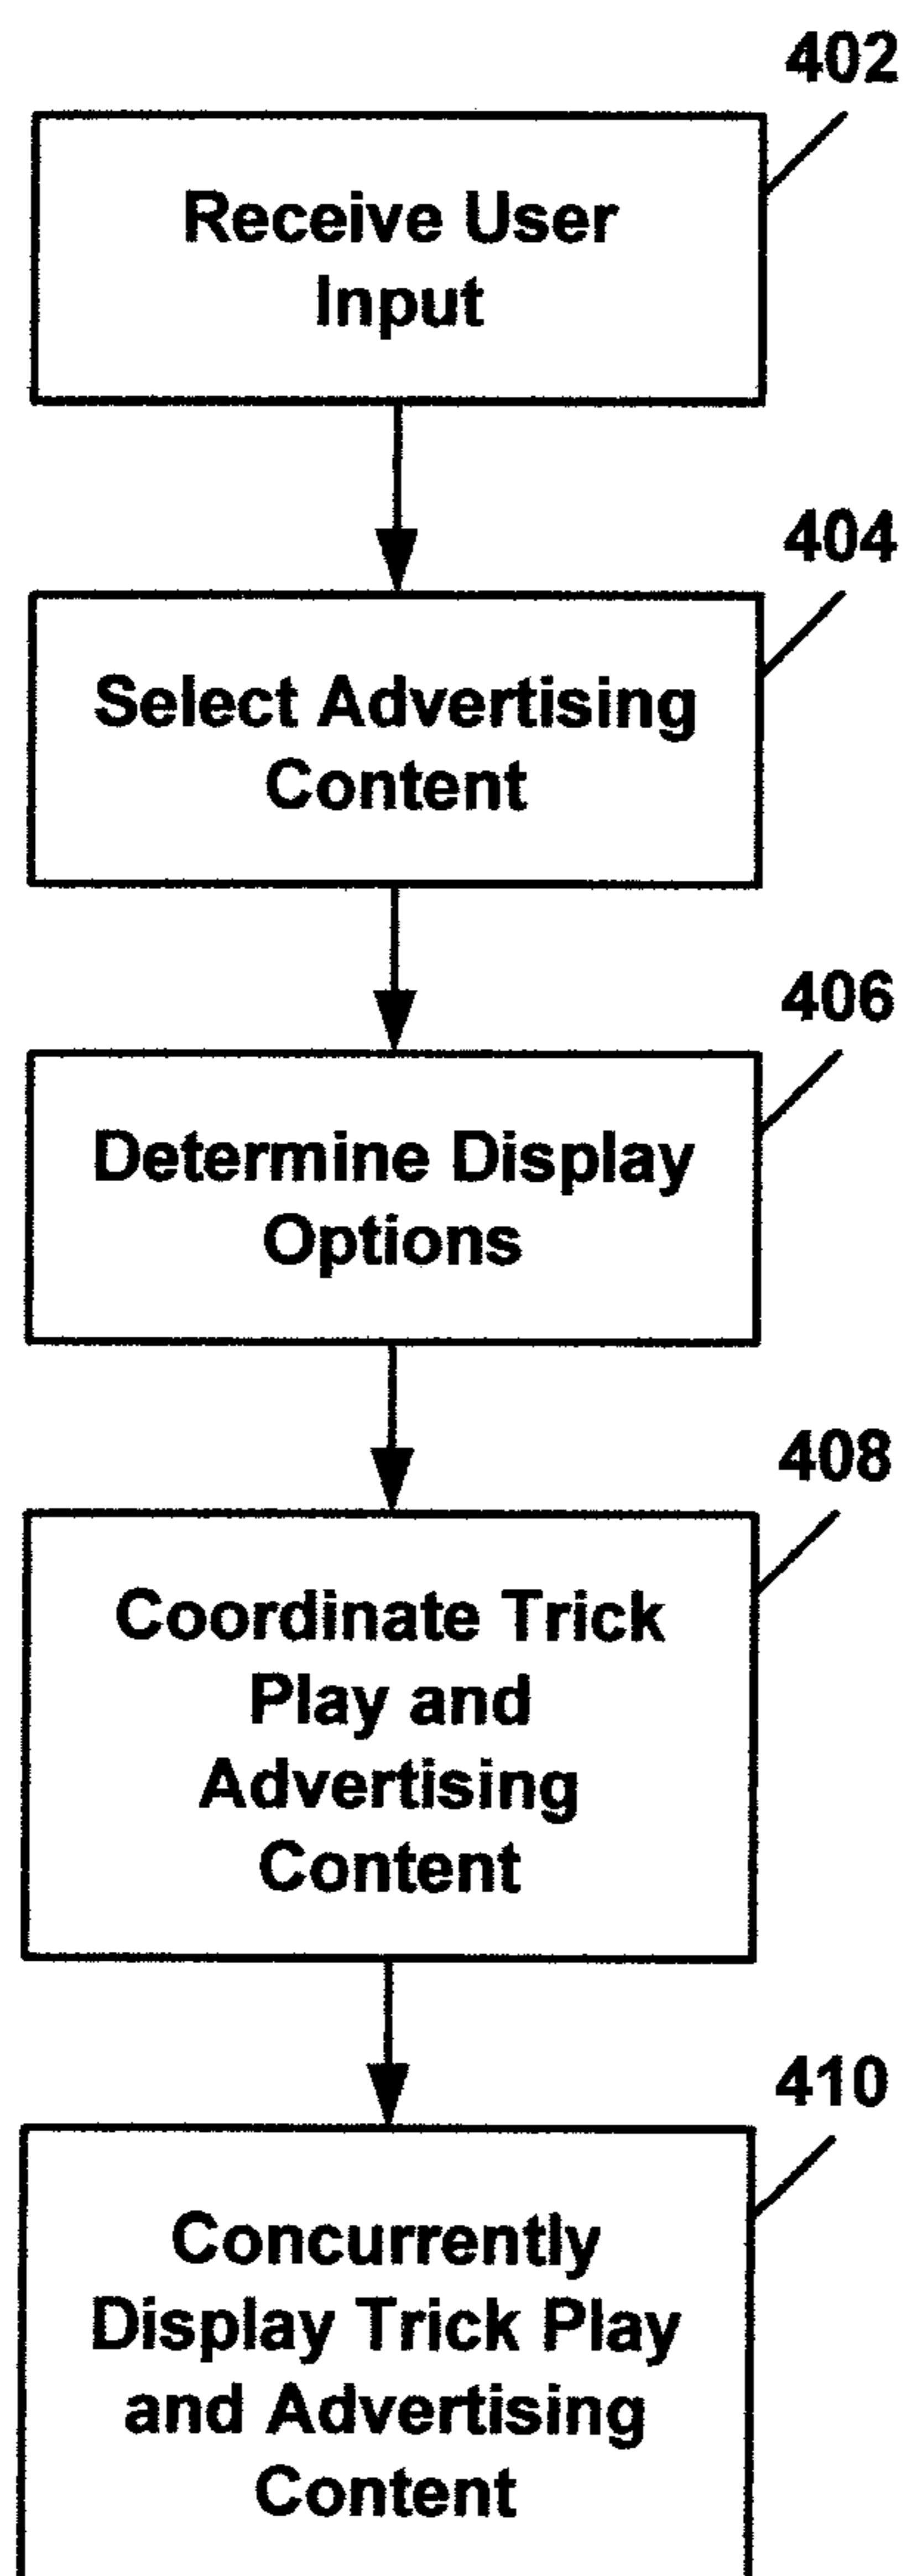 402
Receive User
Input
404
Select Advertising
Content
406
Determine Display
Options
408
Coordinate Trick
Play and
Advertising
Content
410
Concurrently
Display Trick Play
and Advertising
Content